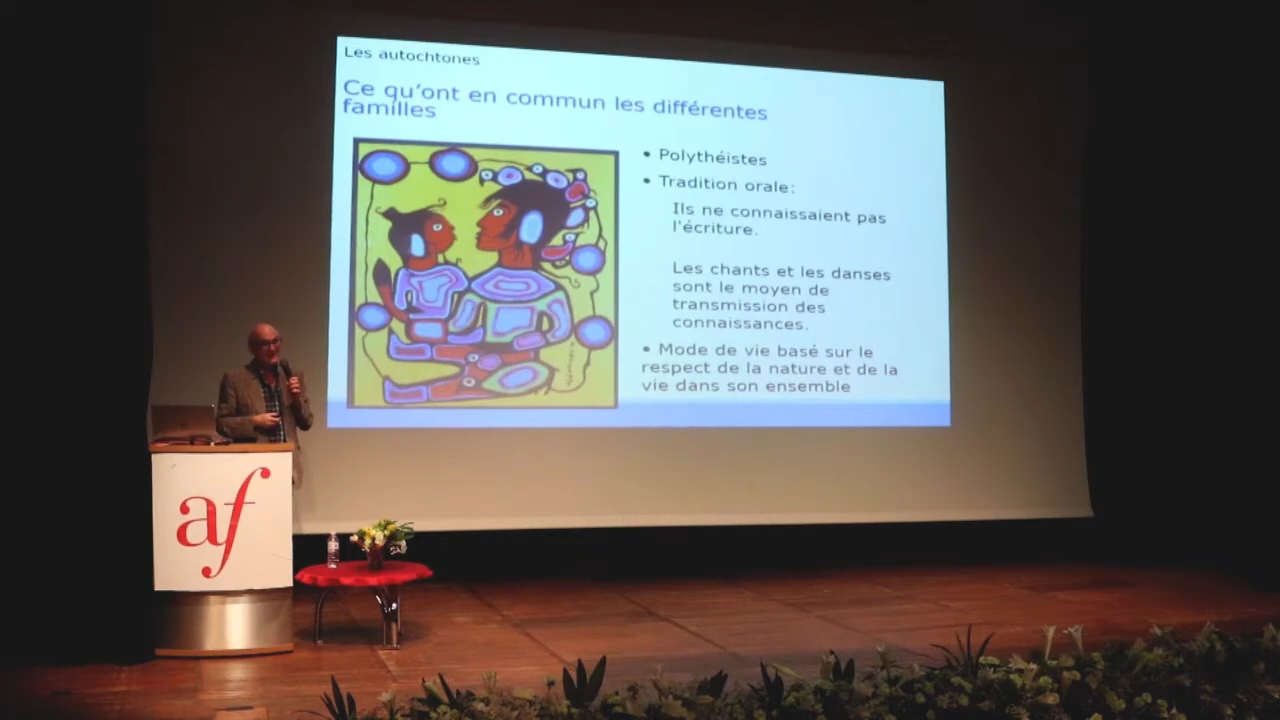 Les autochtones
Ce qu’ont en commun les différentes
familles
• Polythéistes
• Tradition orale:
Ils ne connaissaient pas
l'écriture.
Les chants et les danses
sont le moyen de
transmission des
connaissances.
• Mode de vie basé sur le
respect de la nature et de la
vie dans son ensemble
af